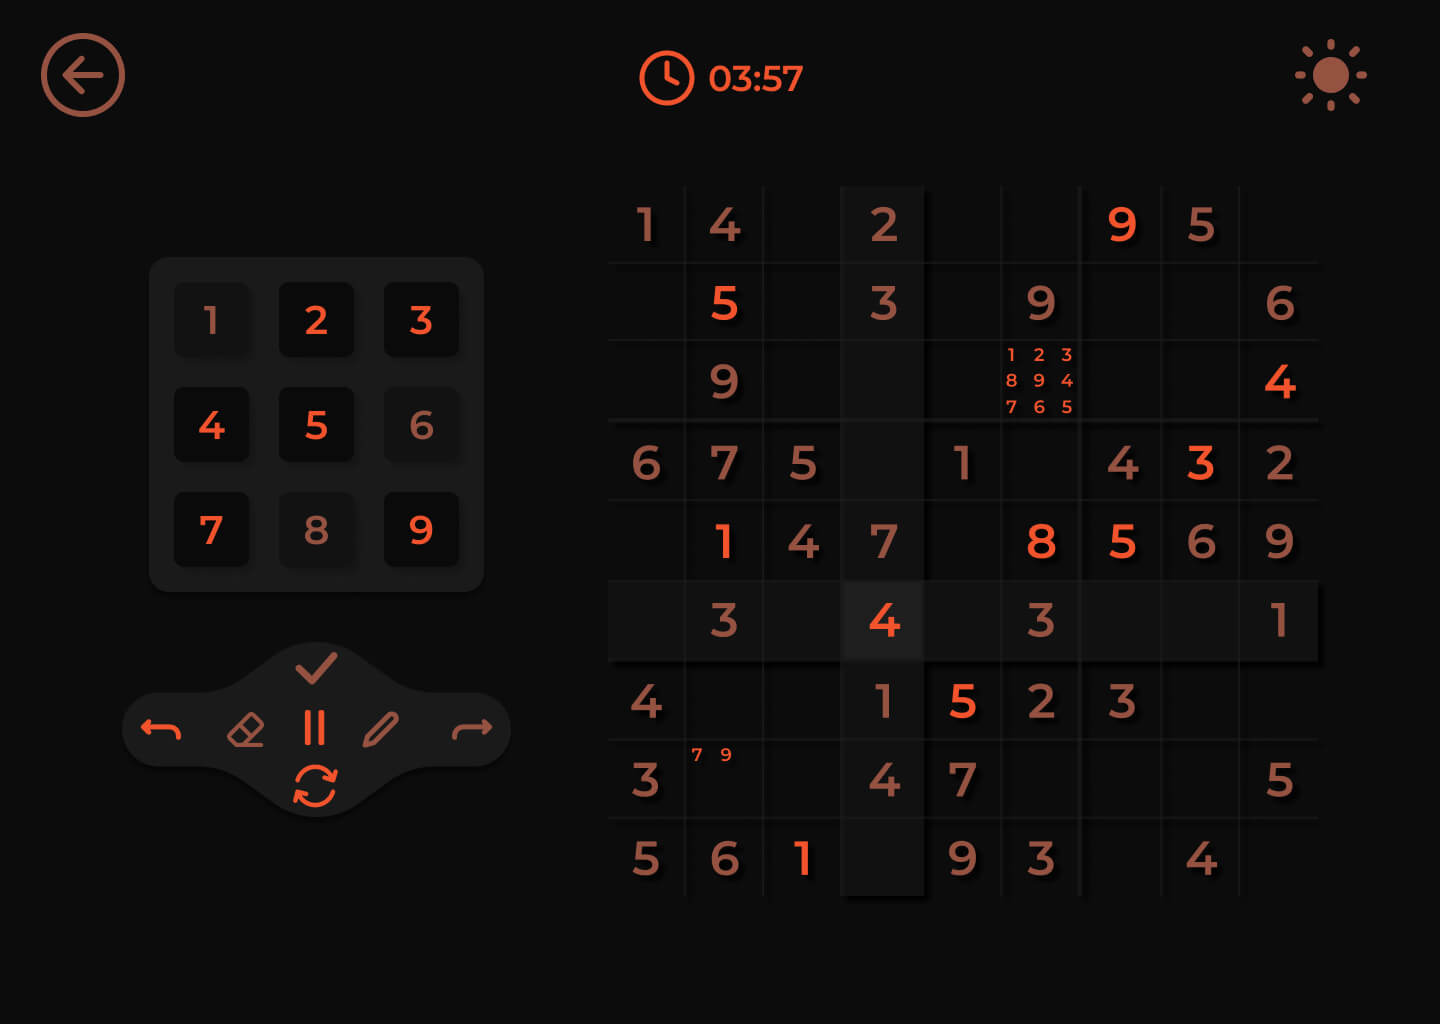 03:57
1 2 3
4 5 6
7 8 9
1 4 2 9 5
5 3 9 6
9 4
1 2 3
8 9 4
7 6 5
6 7 5 1 4 3 2
1 4 7 8 5 6 9
3 4 3 1
4 1 5 2 3
7 9
3 4 7 5
5 6 1 9 3 4